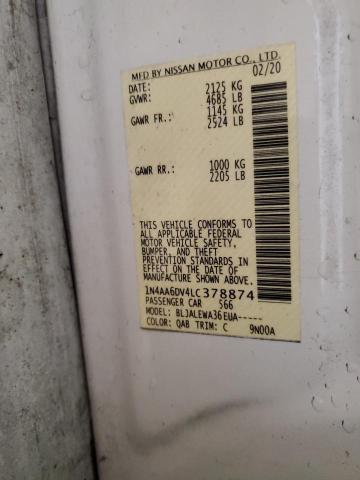 MFD BY NISSAN MOTOR CO., LTD.
DATE: 02/20
GVWR: 2125 KG
4685 LB
GAWR FR: 1145 KG
2524 LB
GAWR RR: 1000 KG
2205 LB
THIS VEHICLE CONFORMS TO
ALL APPLICABLE FEDERAL
MOTOR VEHICLE SAFETY,
BUMPER, AND THEFT
PREVENTION STANDARDS IN
EFFECT ON THE DATE OF
MANUFACTURE SHOWN ABOVE.
1N4AA6DV4LC378874
PASSENGER CAR 566
MODEL: BLJALEWA36EUA-----
COLOR: QAB TRIM: C 9N00A